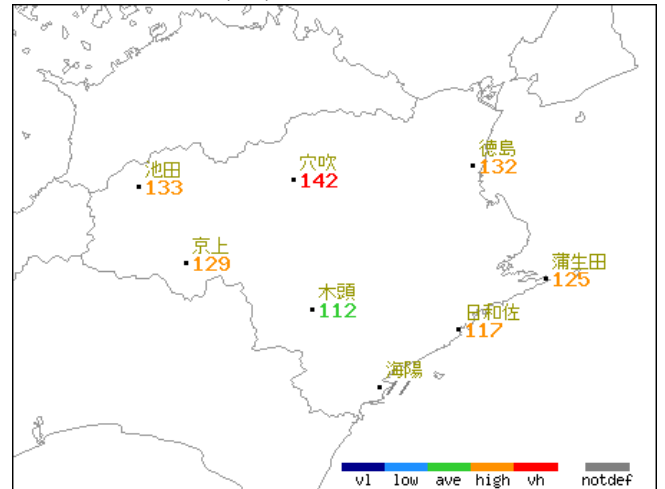 徳島
132
穴吹
142
池田
133
京上
129
蒲生田
125
木頭
112
日和佐
117
海陽
vl low ave high vh notdef